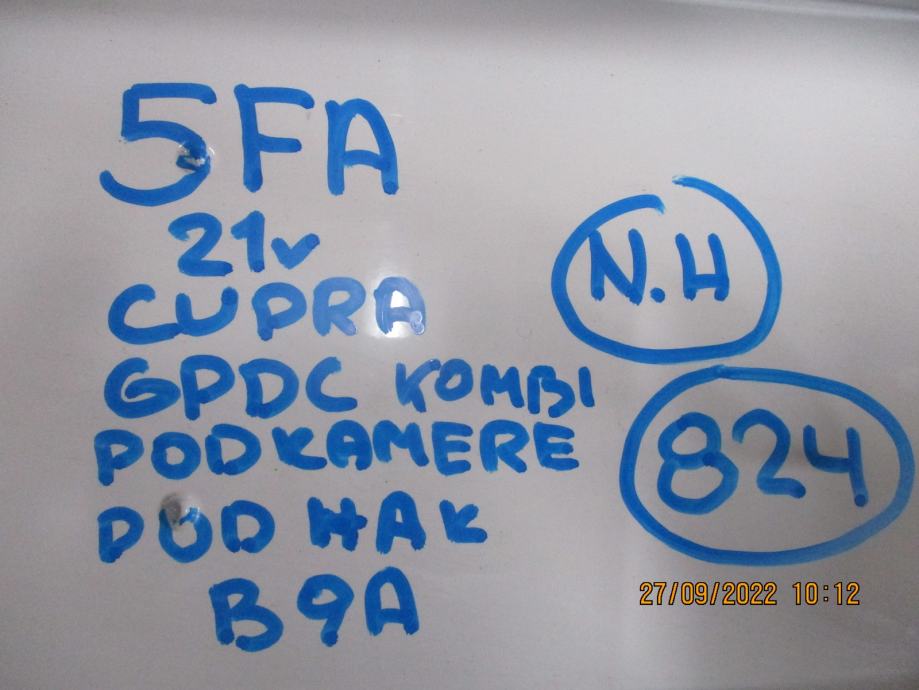 5FA
21v
CUPRA
GPDC KOMBI
PODKAMERE
POD HAK
B9A
N.H
824
27/09/2022 10:12